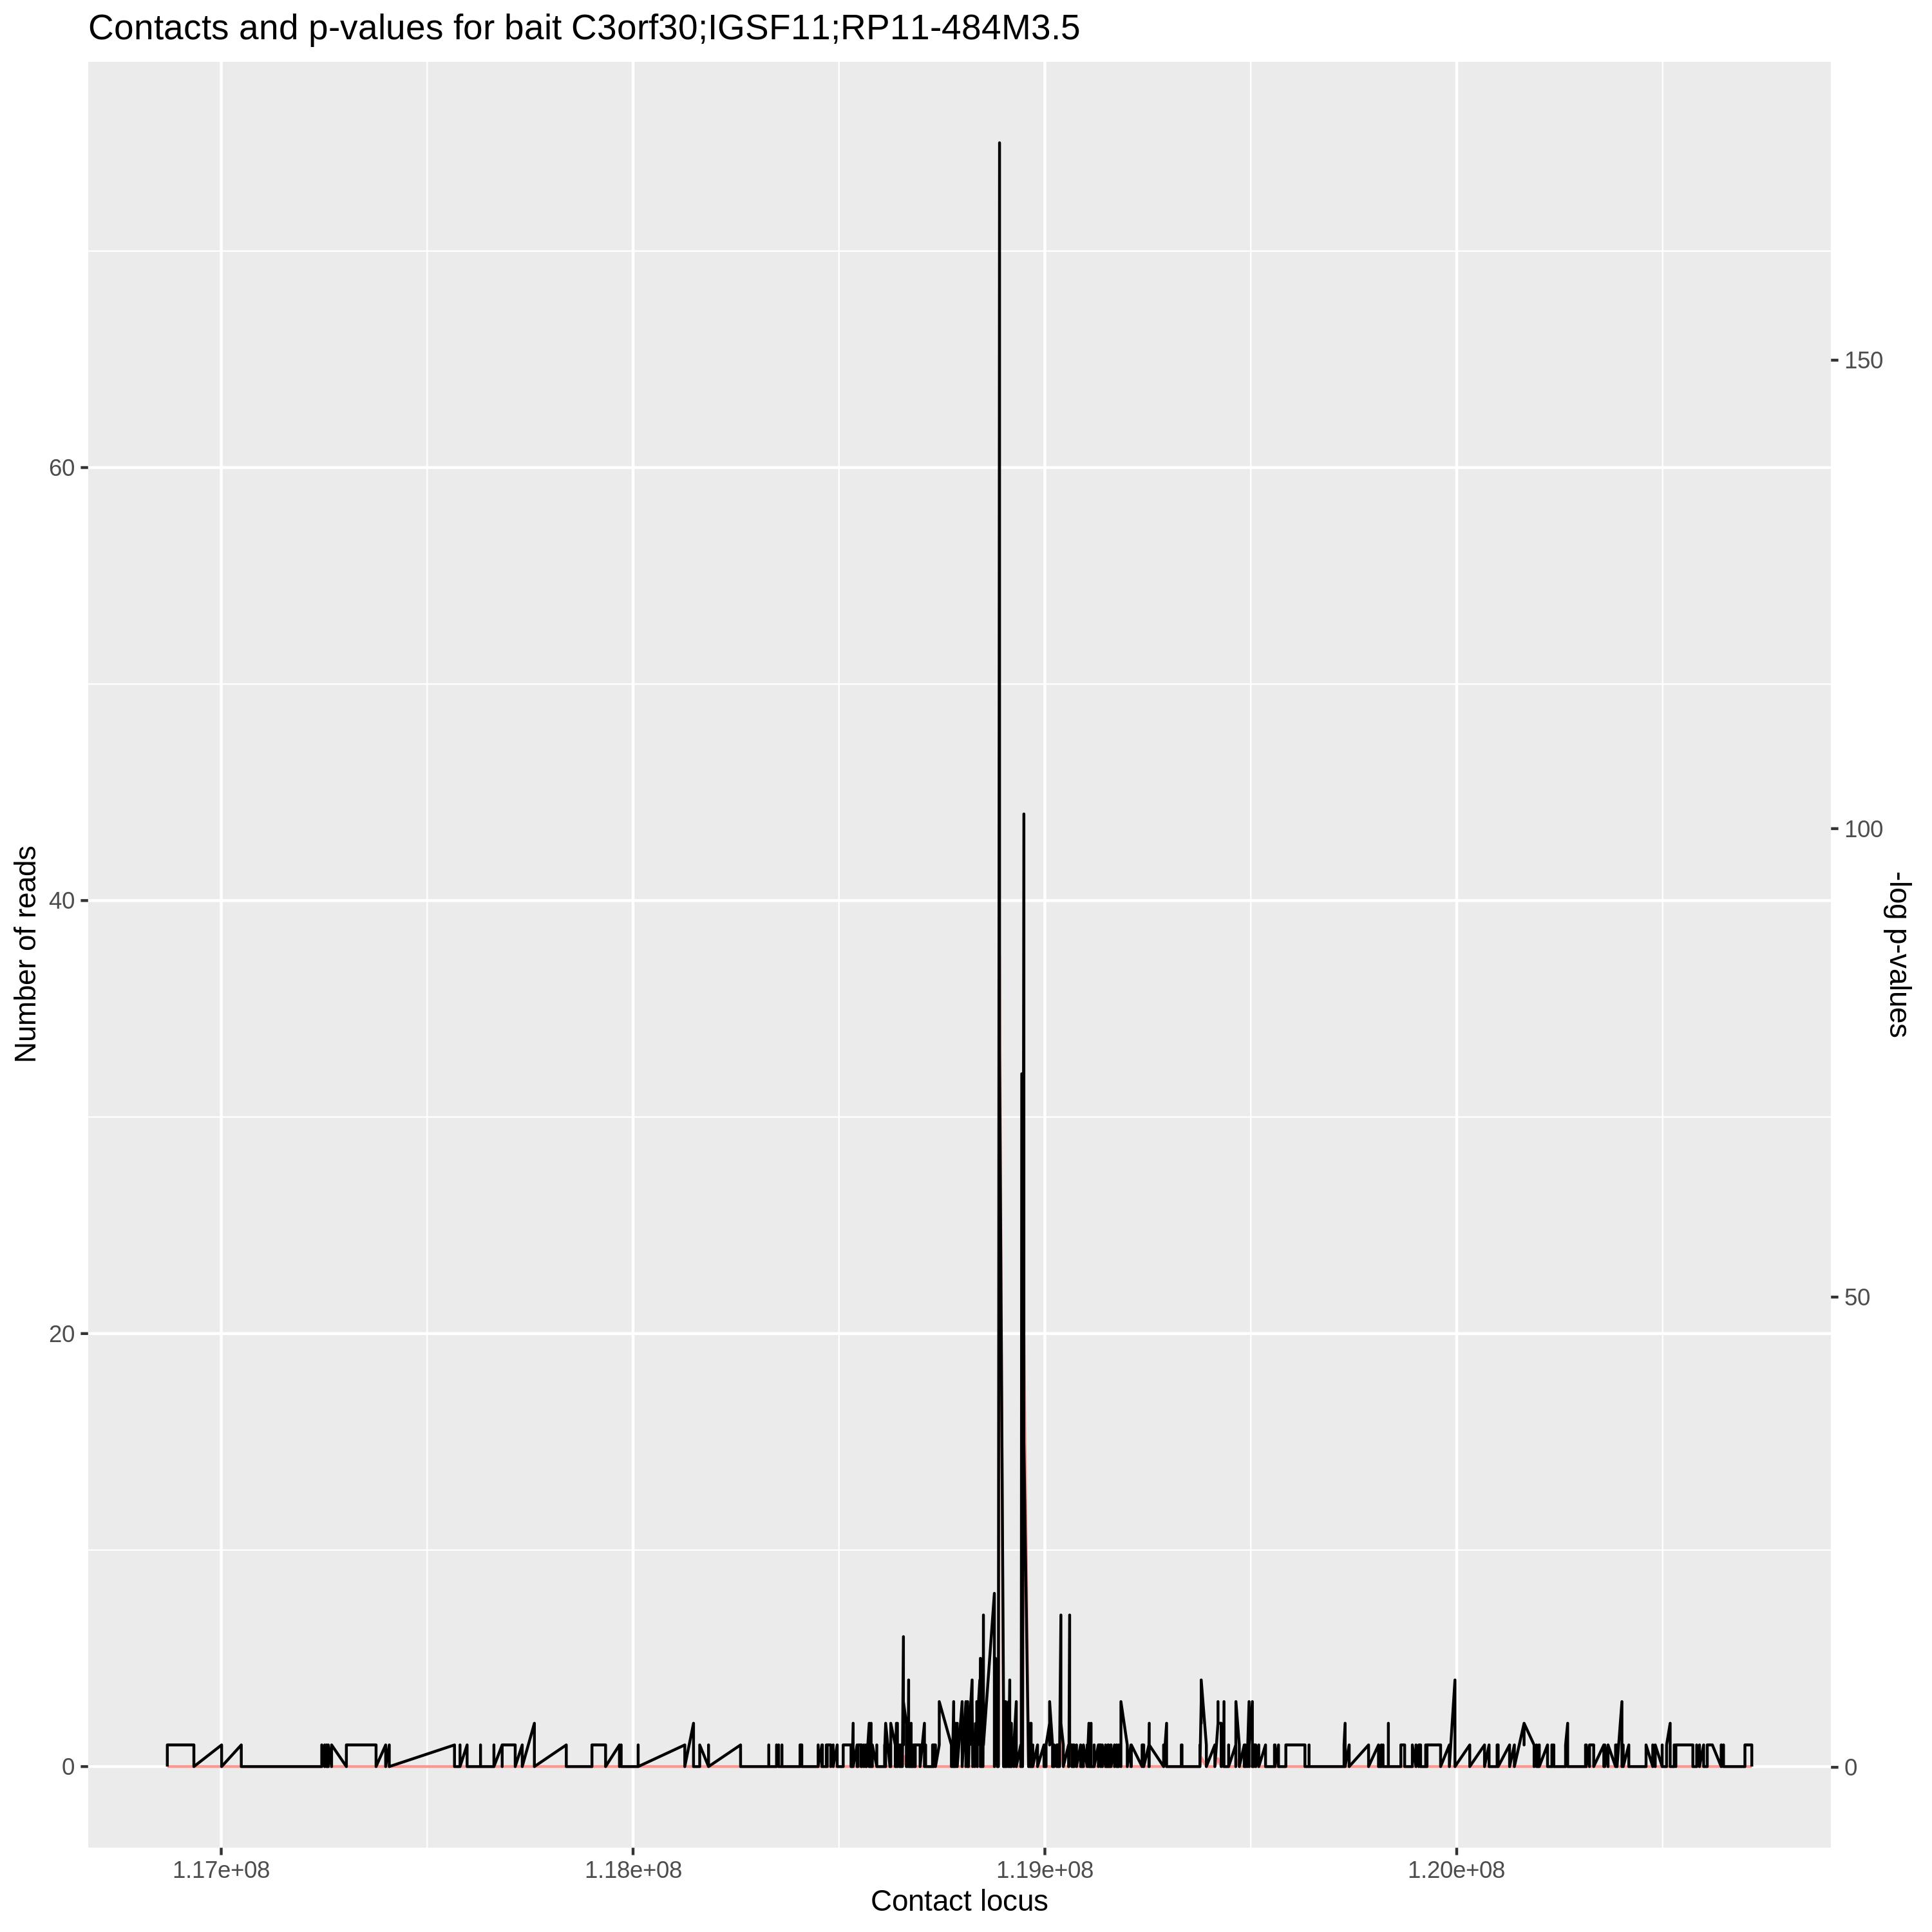 Contacts and p-values for bait C3orf30;IGSF11;RP11-484M3.5
Number of reads
60
40
20
0
150
100
50
0
-log p-values
1.17e+08
1.18e+08
1.19e+08
1.20e+08
Contact locus